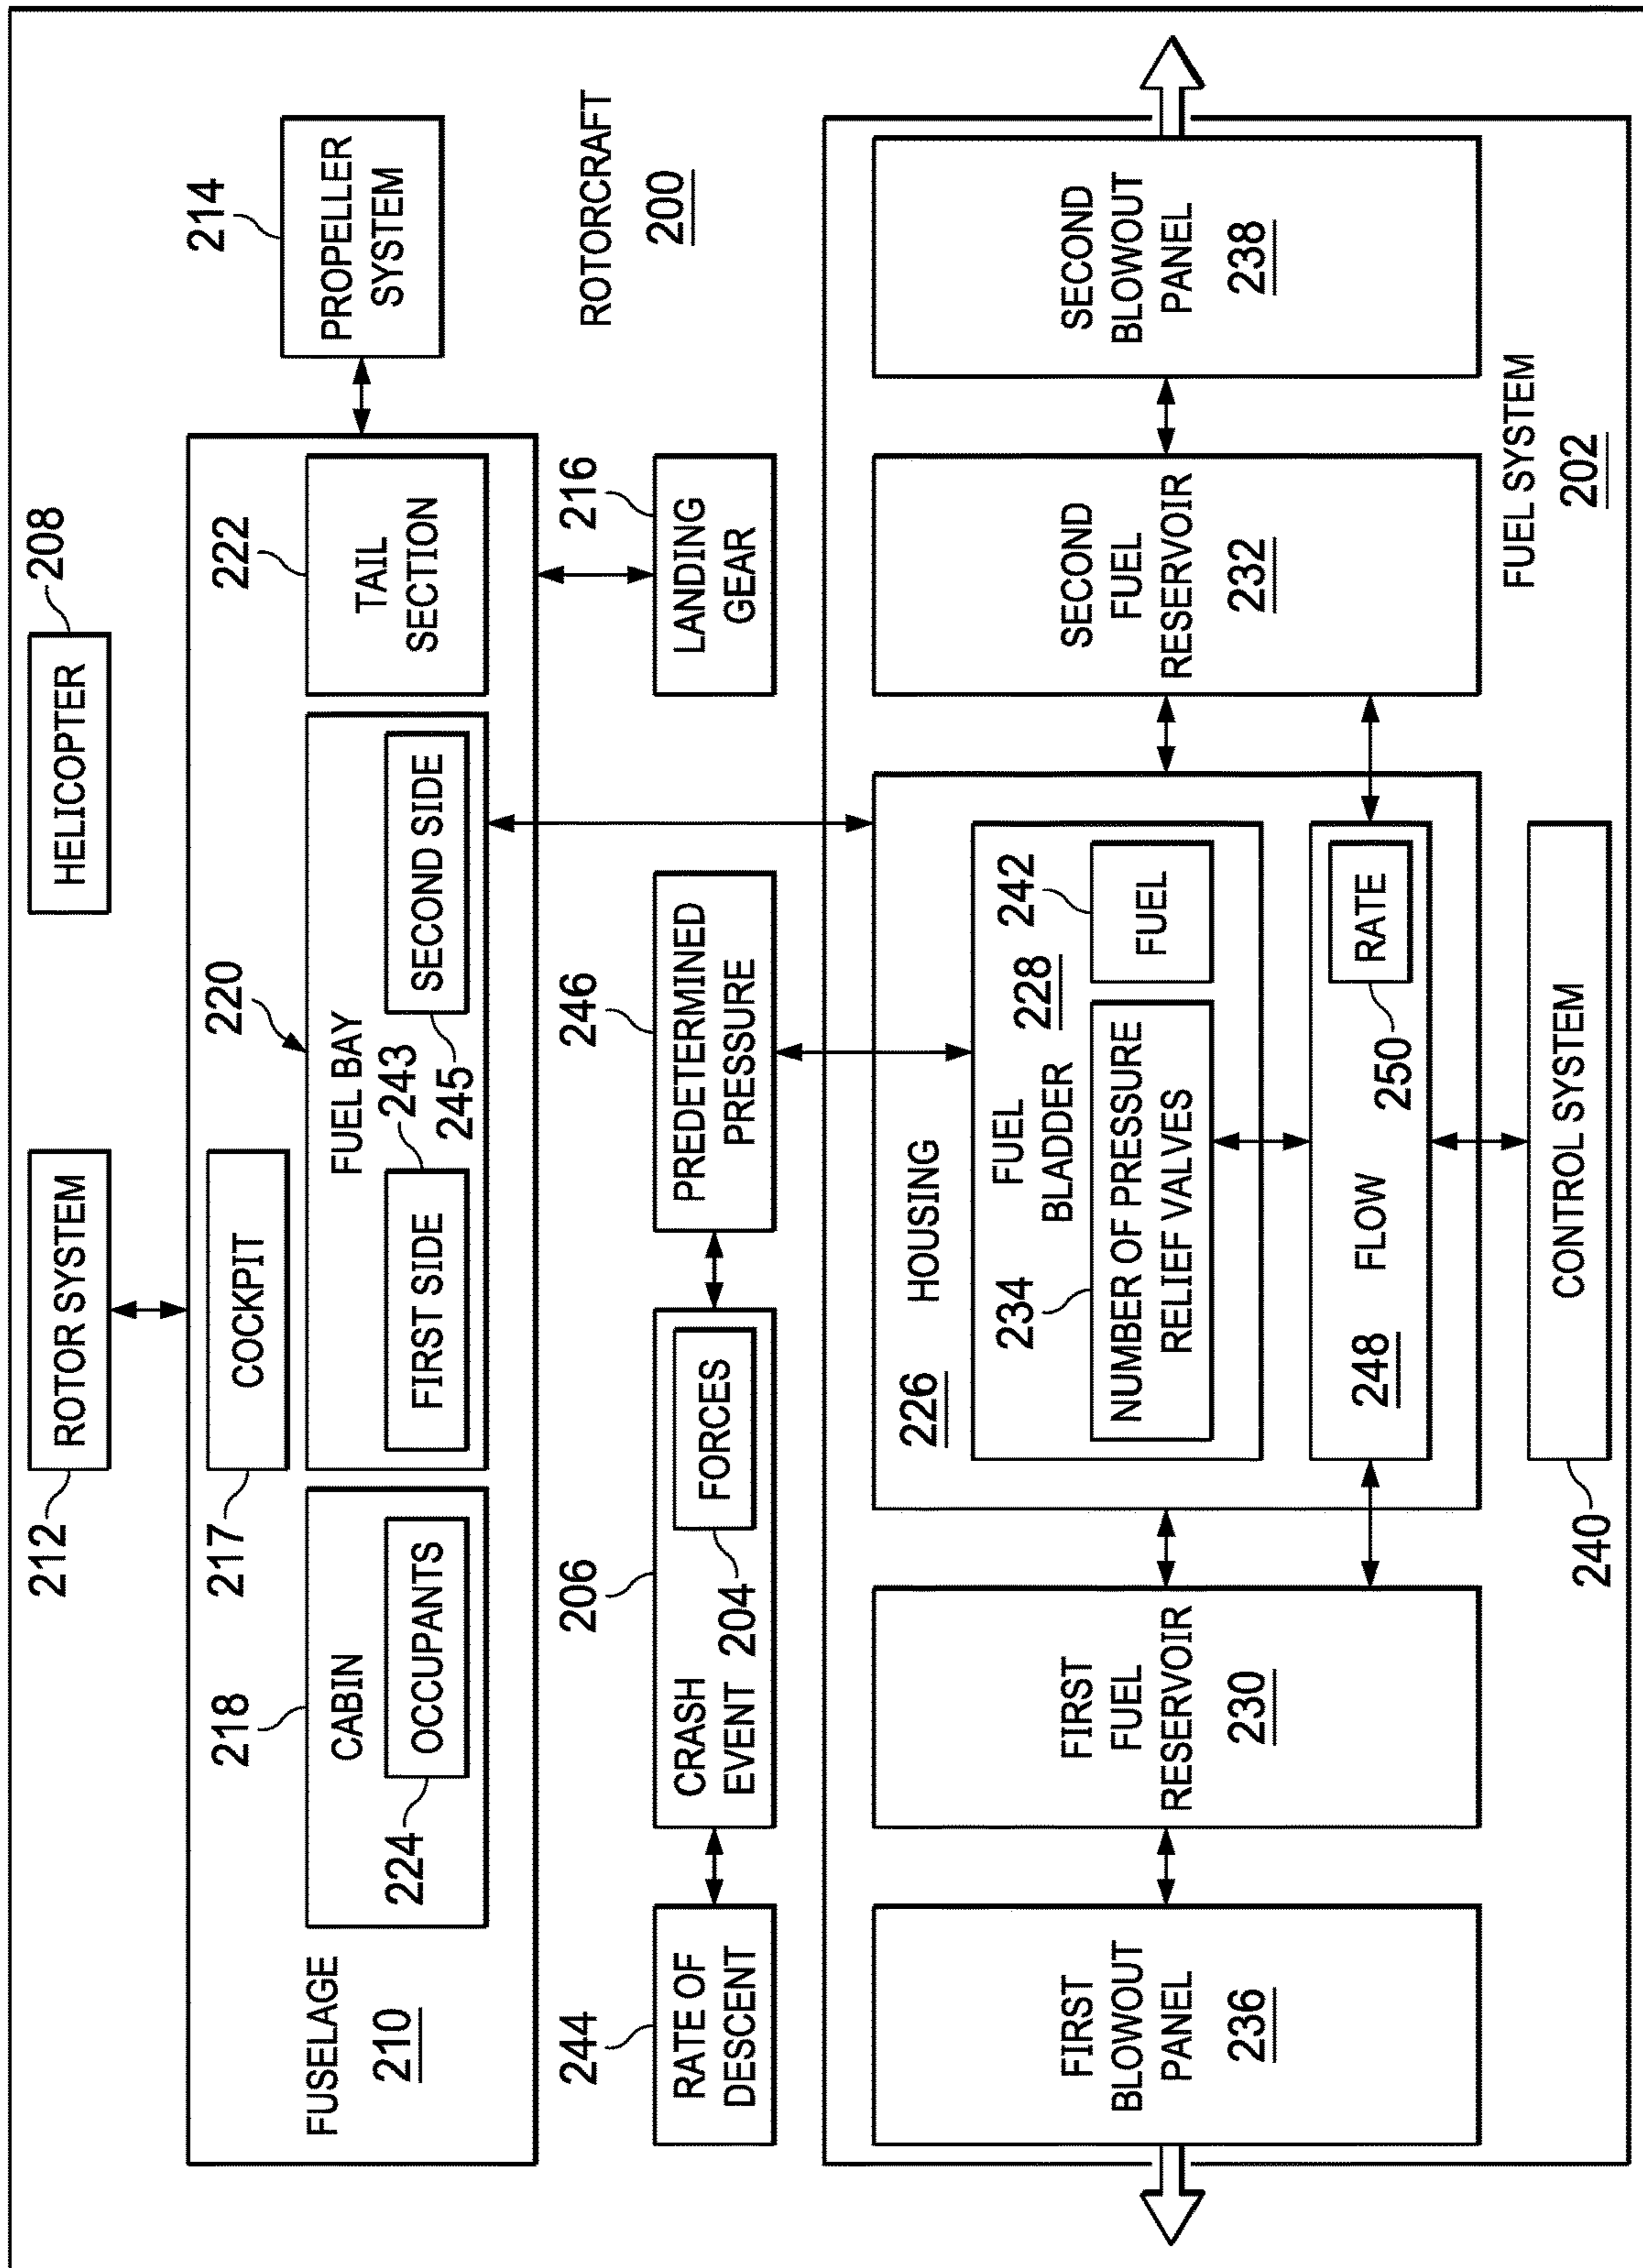 212
ROTOR SYSTEM
HELICOPTER
208
214
PROPELLER
SYSTEM
217
COCKPIT
220
222
218
FUSELAGE
210
CABIN
224
OCCUPANTS
FUEL BAY
243
FIRST SIDE
245
SECOND SIDE
TAIL
SECTION
244
RATE OF
DESCENT
206
CRASH
EVENT
204
FORCES
246
PREDETERMINED
PRESSURE
216
LANDING
GEAR
ROTORCRAFT
200
FIRST
BLOWOUT
PANEL
236
FIRST
FUEL
RESERVOIR
230
226
HOUSING
234
FUEL
BLADDER
228
242
NUMBER OF PRESSURE
RELIEF VALVES
FUEL
248
FLOW
250
RATE
SECOND
FUEL
RESERVOIR
232
SECOND
BLOWOUT
PANEL
238
240
CONTROL SYSTEM
FUEL SYSTEM
202